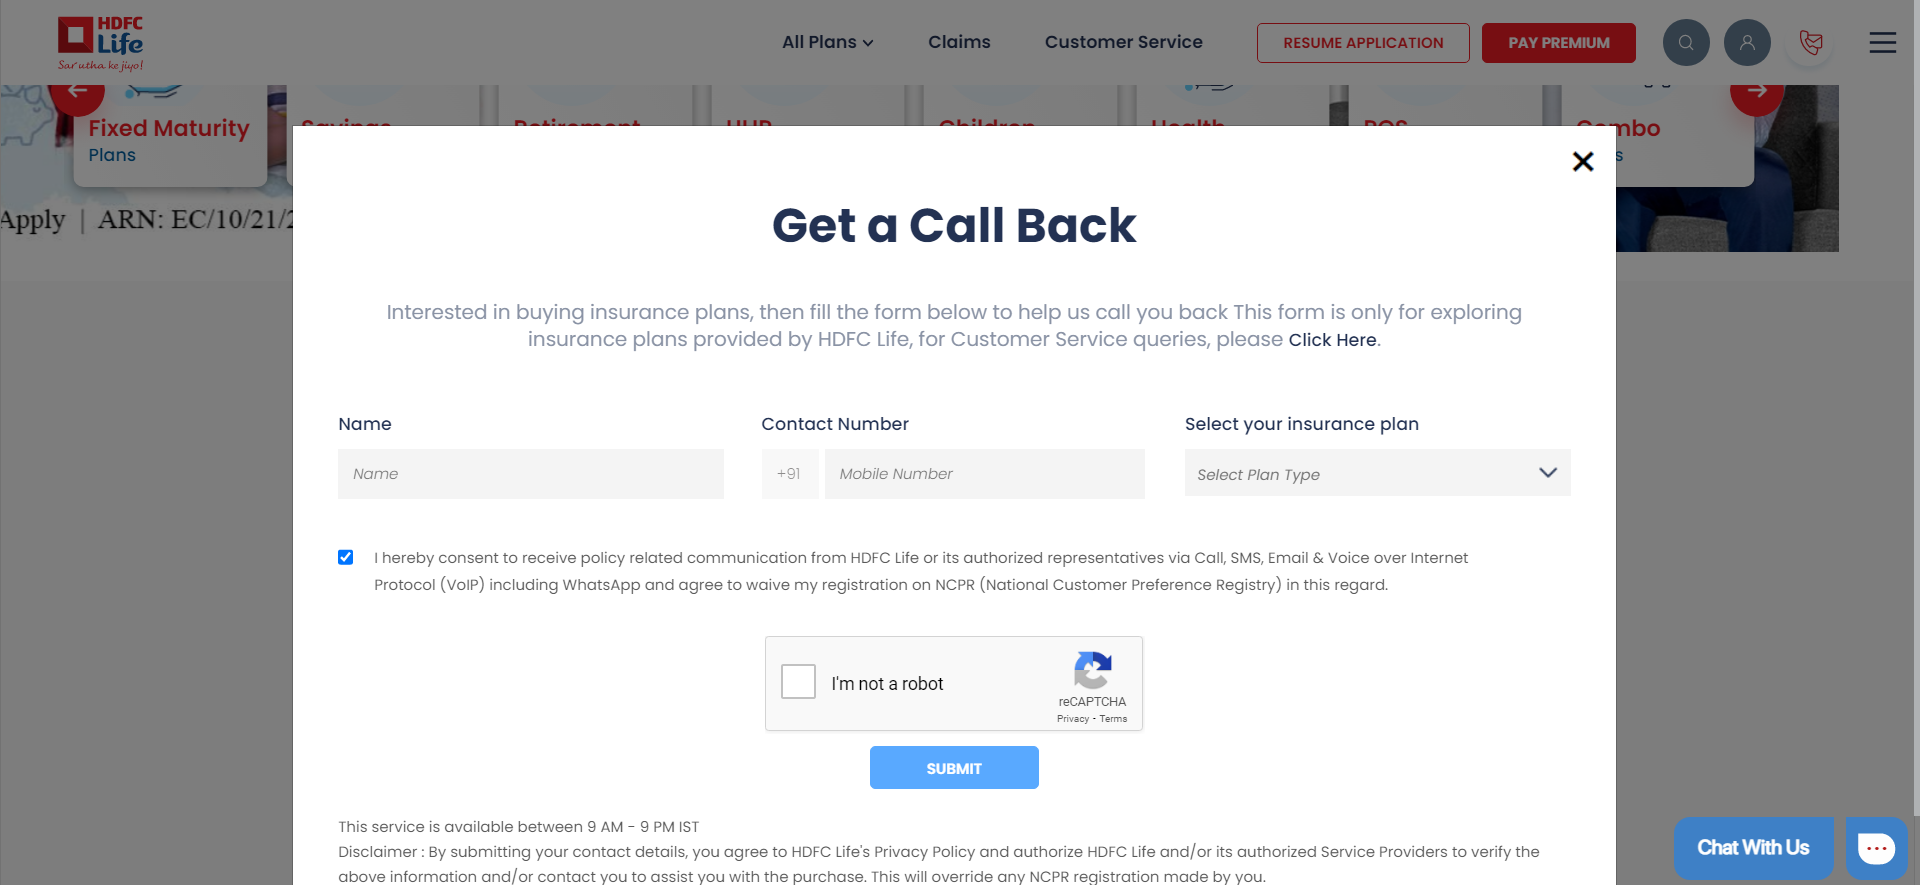 HDFC
Life
Sar utha ke jiyo!
All Plans
Claims
Customer Service
RESUME APPLICATION
PAY PREMIUM
Fixed Maturity
Plans
Apply | ARN: EC/10/21/2
Get a Call Back
Interested in buying insurance plans, then fill the form below to help us call you back This form is only for exploring
insurance plans provided by HDFC Life, for Customer Service queries, please Click Here.
Name
Contact Number
Select your insurance plan
Name
+91
Mobile Number
Select Plan Type
I hereby consent to receive policy related communication from HDFC Life or its authorized representatives via Call, SMS, Email & Voice over Internet
Protocol (VoIP) including WhatsApp and agree to waive my registration on NCPR (National Customer Preference Registry) in this regard.
I'm not a robot
reCAPTCHA
Privacy - Terms
SUBMIT
This service is available between 9 AM - 9 PM IST
Disclaimer : By submitting your contact details, you agree to HDFC Life's Privacy Policy and authorize HDFC Life and/or its authorized Service Providers to verify the
above information and/or contact you to assist you with the purchase. This will override any NCPR registration made by you.
Chat With Us